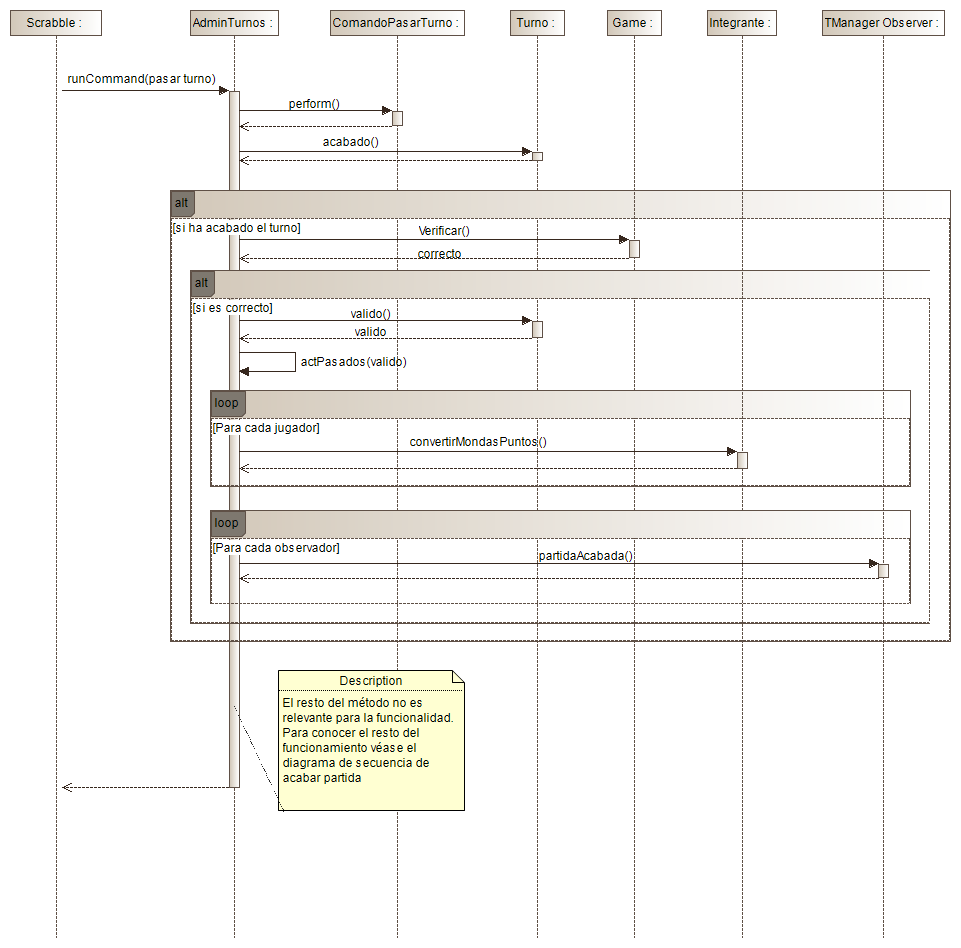 Scrabble :
AdminTurnos :
ComandoPasarTurno :
Turno :
Game :
Integrante :
TManager Observer :
runCommand(pasar turno)
perform()
acabado()
alt
[si ha acabado el turno]
Verificar()
correcto
alt
[si es correcto]
valido()
valido
actPasados(valido)
loop
[Para cada jugador]
convertirMondasPuntos()
loop
[Para cada observador]
partidaAcabada()
Description
El resto del método no es
relevante para la funcionalidad.
Para conocer el resto del
funcionamiento véase el
diagrama de secuencia de
acabar partida